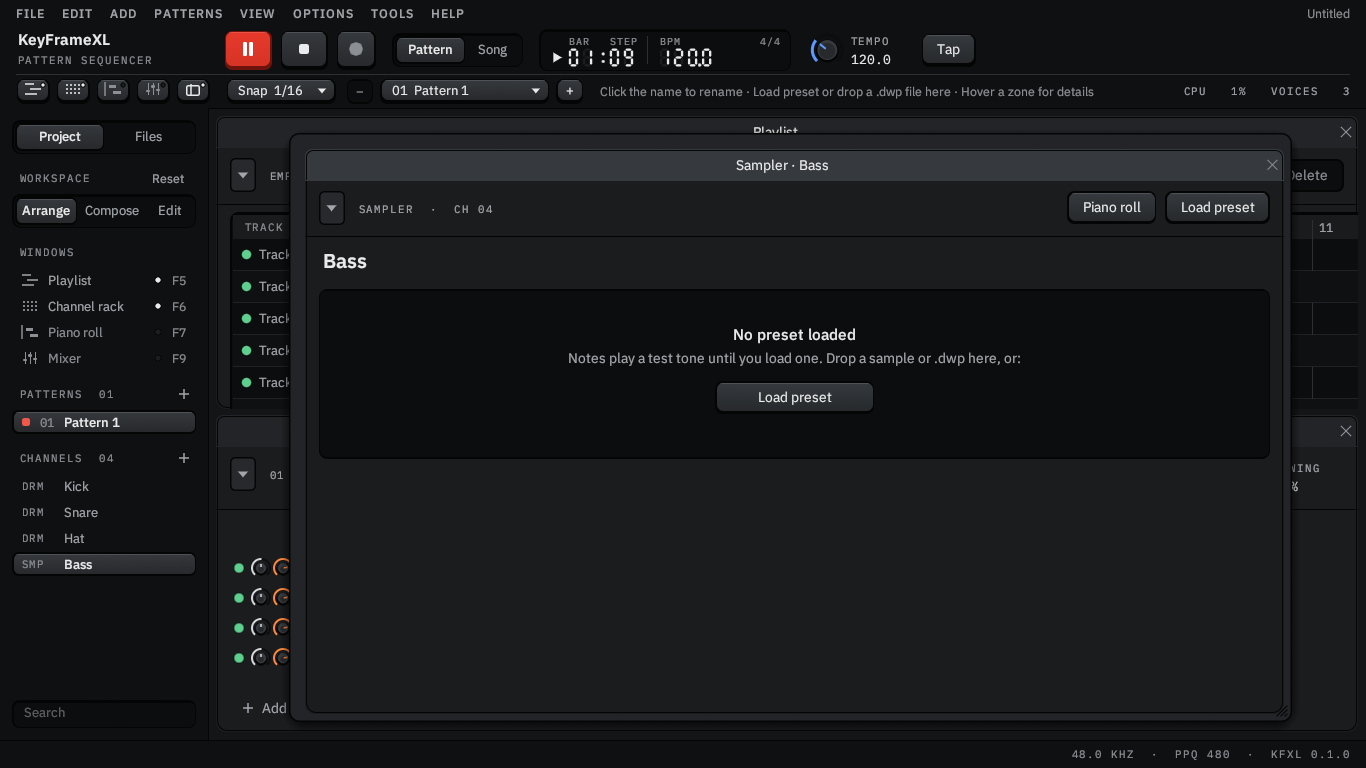 FILE EDIT ADD PATTERNS VIEW OPTIONS TOOLS HELP Untitled
KeyFrameXL
PATTERN SEQUENCER
Pattern Song
BAR STEP BPM 4/4
01:09 120.0
TEMPO
120.0
Tap
Snap 1/16
− 01 Pattern 1 +
Click the name to rename · Load preset or drop a .dwp file here · Hover a zone for details
CPU 1% VOICES 3
Project Files
WORKSPACE Reset
Arrange Compose Edit
WINDOWS
Playlist F5
Channel rack F6
Piano roll F7
Mixer F9
PATTERNS 01 +
01 Pattern 1
CHANNELS 04 +
DRM Kick
DRM Snare
DRM Hat
SMP Bass
Search
Playlist
Delete
TRACK 11
Track
Track
Track
Track
Track
01
+ Add
Sampler · Bass
SAMPLER · CH 04
Piano roll Load preset
Bass
No preset loaded
Notes play a test tone until you load one. Drop a sample or .dwp here, or:
Load preset
48.0 KHZ · PPQ 480 · KFXL 0.1.0